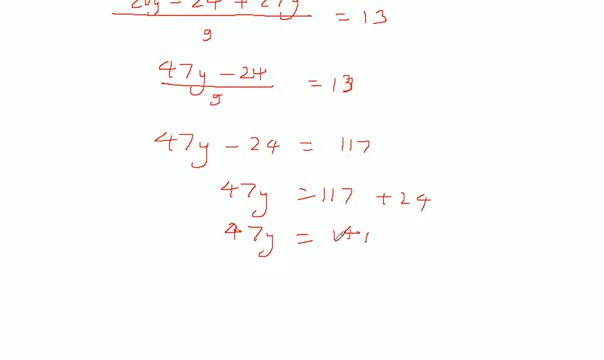 20y - 24 + 27y / 9 = 13
47y - 24 / 9 = 13
47y - 24 = 117
47y = 117 + 24
47y = 141